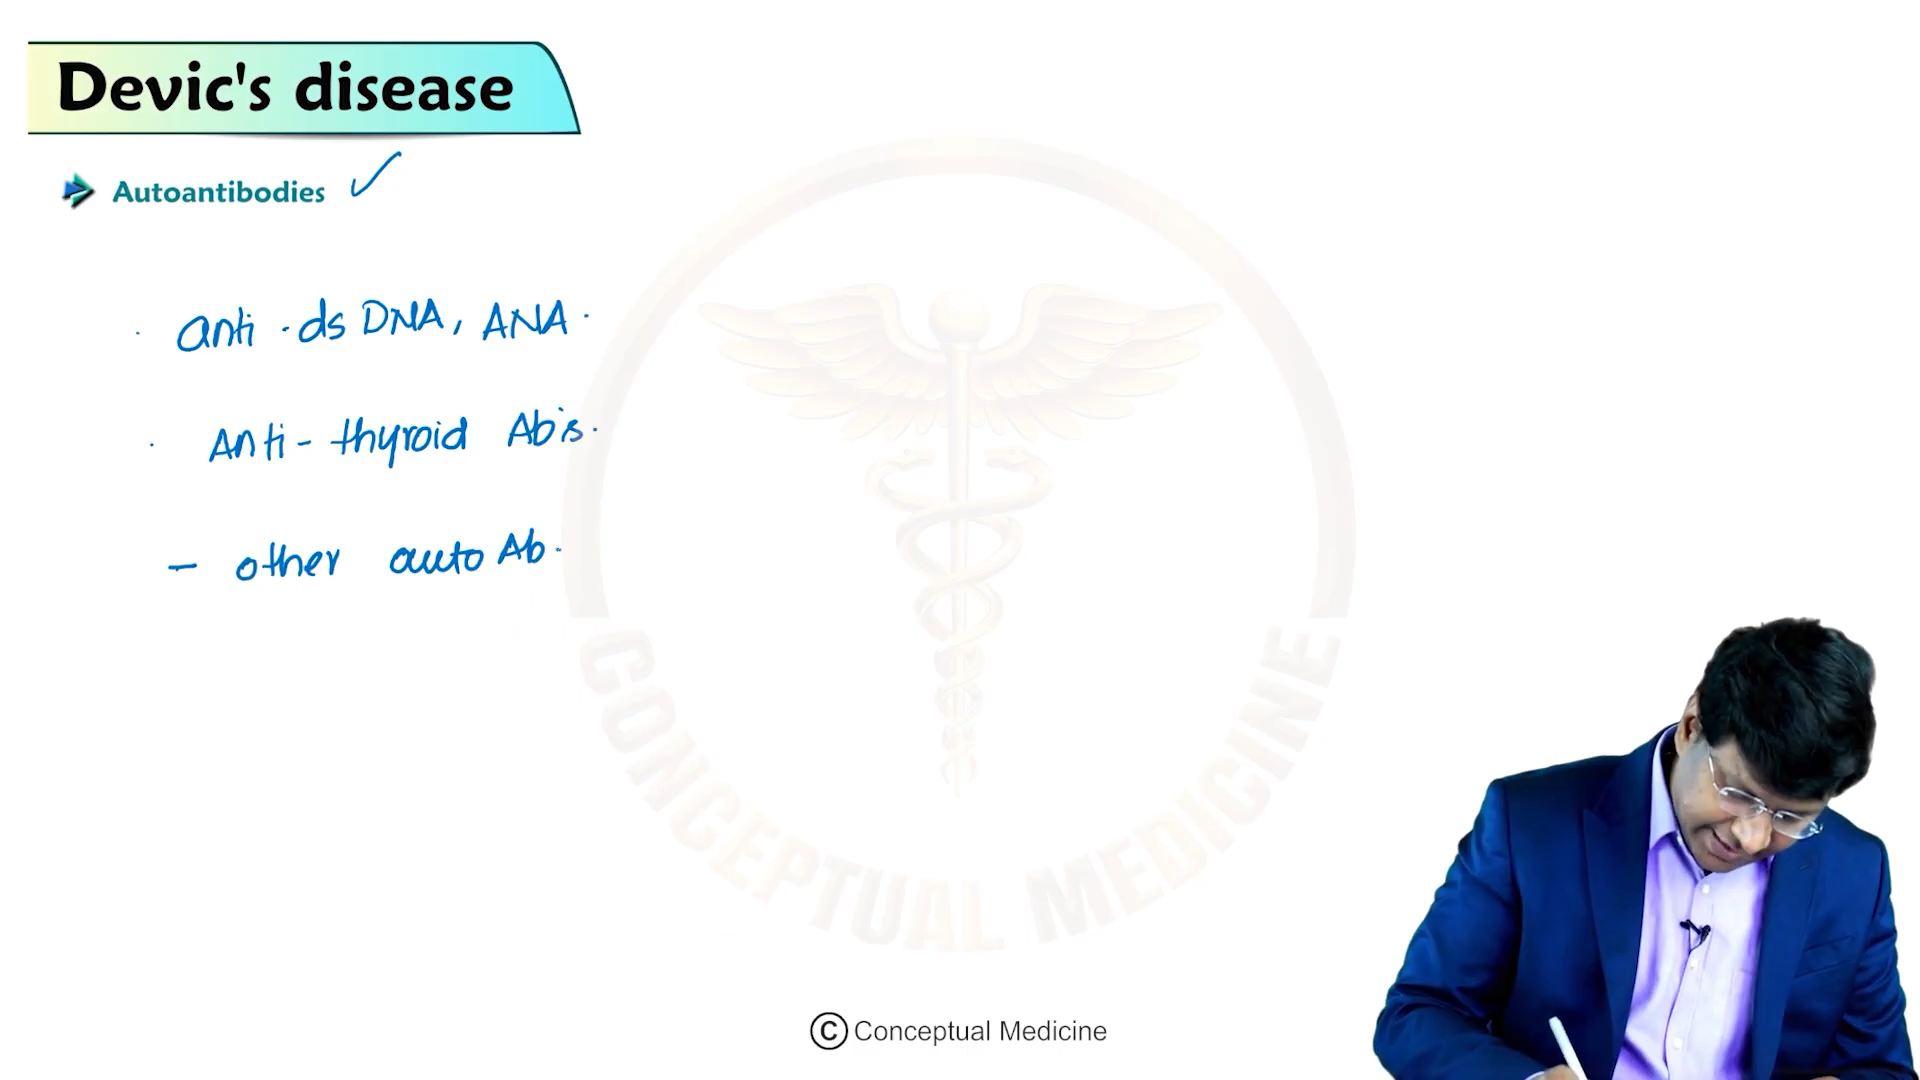 Devic's disease
Autoantibodies ✓
· anti-ds DNA, ANA.
· Anti-thyroid Ab's.
- other auto Ab.
CONCEPTUAL MEDICINE
© Conceptual Medicine